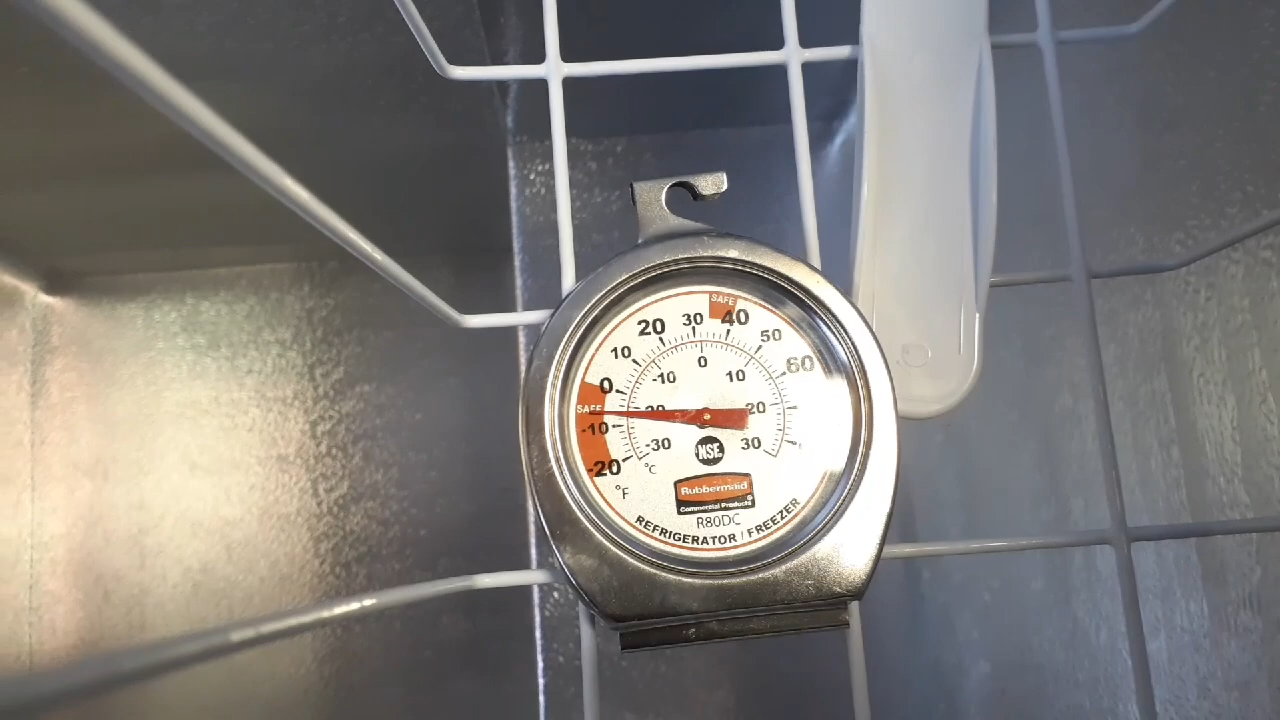 SAFE
20 30 40
10 50
0 60
0
-10 10
SAFE
-20 20
-10
-30 30
-20
°C
°F
NSF
Rubbermaid
Commercial Products
R80DC
REFRIGERATOR / FREEZER